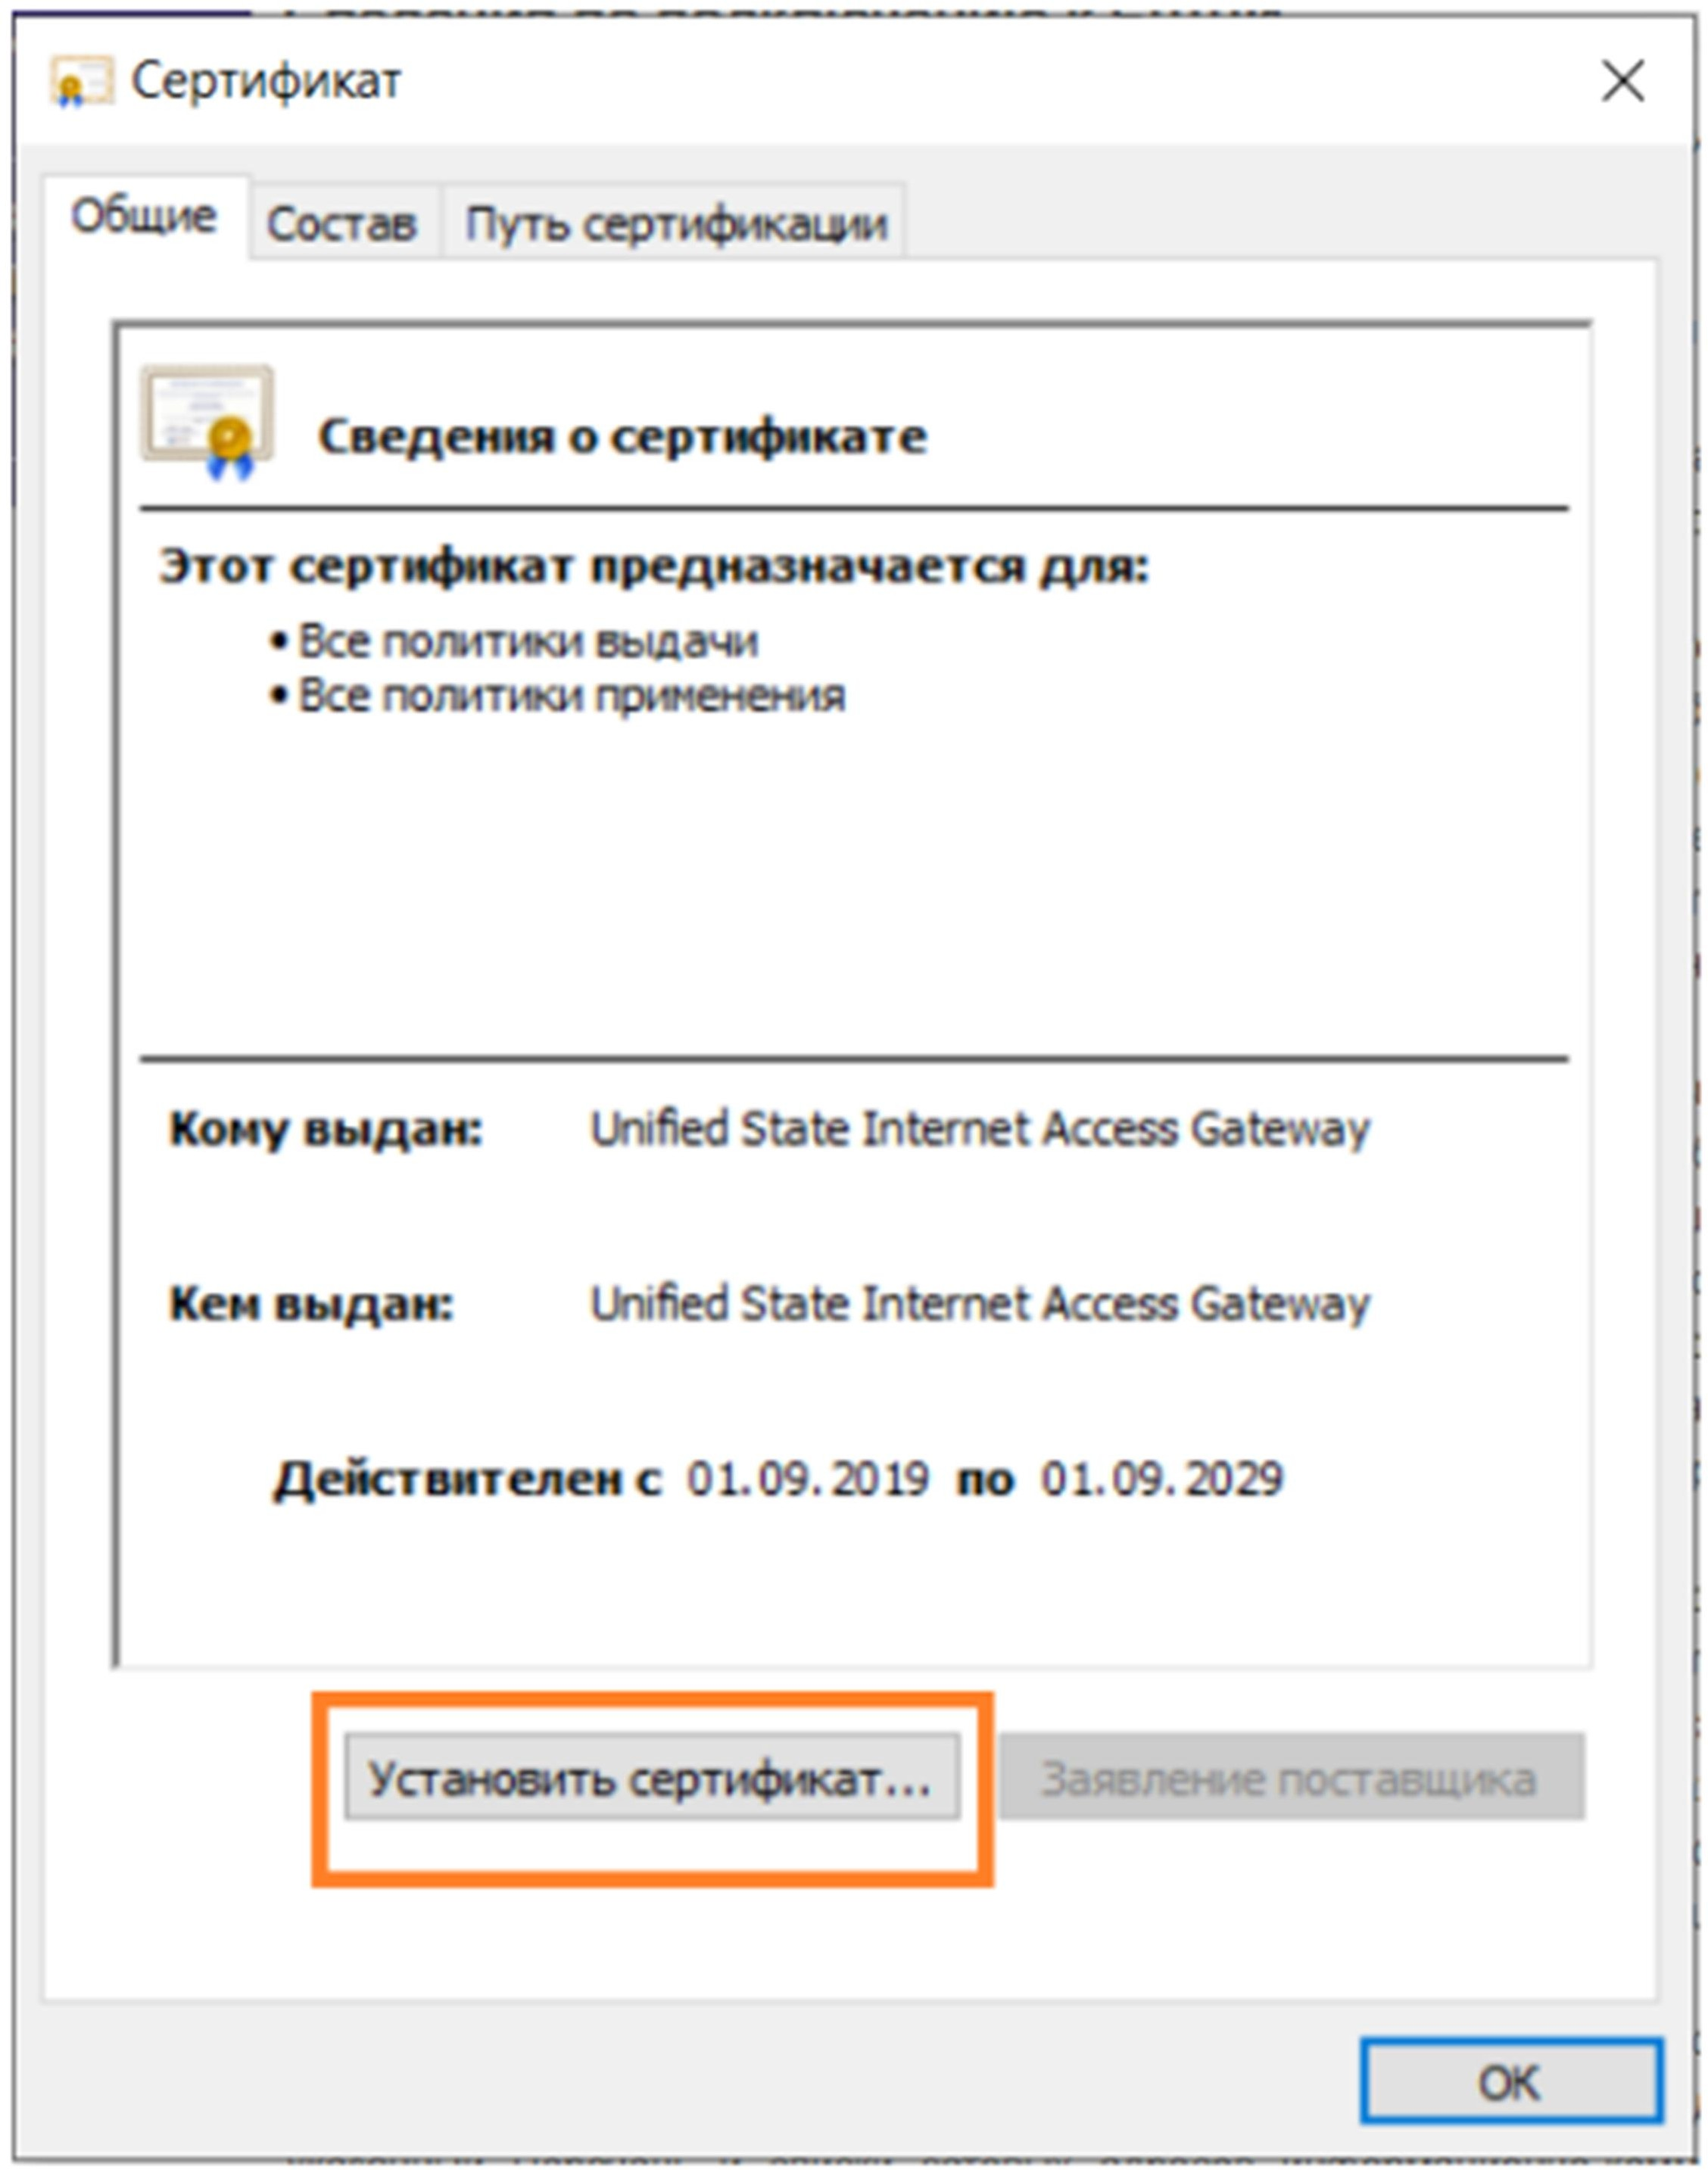 Сертификат
Общие Состав Путь сертификации
Сведения о сертификате
Этот сертификат предназначается для:
• Все политики выдачи
• Все политики применения
Кому выдан: Unified State Internet Access Gateway
Кем выдан: Unified State Internet Access Gateway
Действителен с 01.09.2019 по 01.09.2029
Установить сертификат... Заявление поставщика
ОК